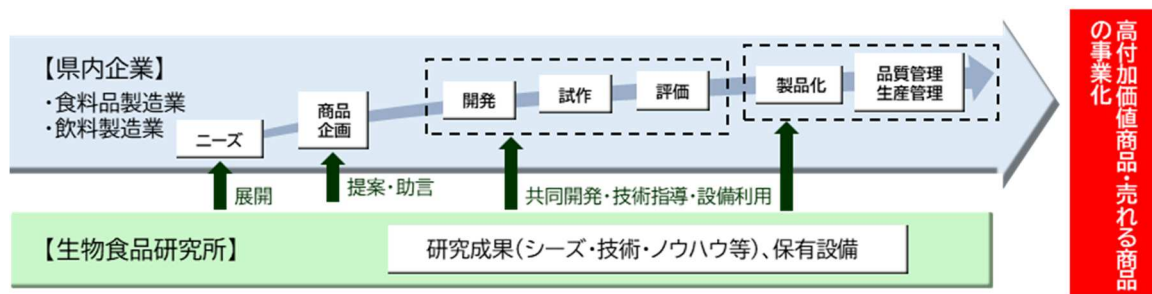 【県内企業】
・食料品製造業
・飲料製造業
ニーズ
商品
企画
開発
試作
評価
製品化
品質管理
生産管理
展開
提案・助言
共同開発・技術指導・設備利用
【生物食品研究所】
研究成果(シーズ・技術・ノウハウ等)、保有設備
高付加価値商品・売れる商品
の事業化